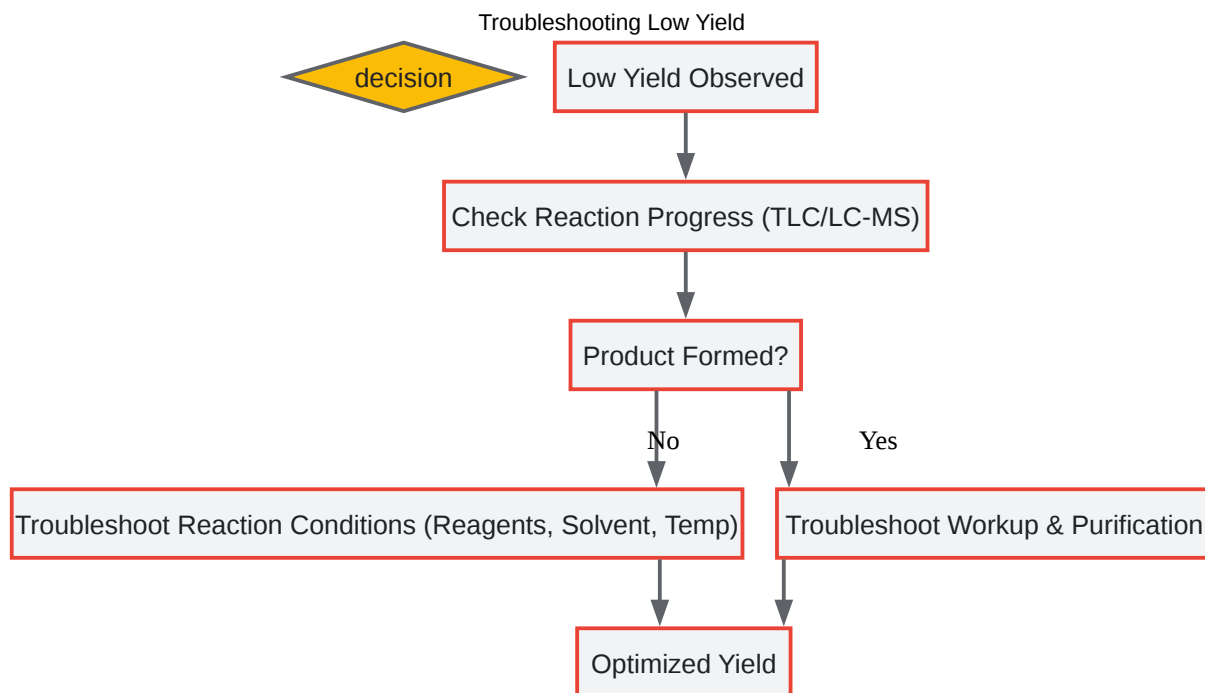 Troubleshooting Low Yield
decision
Low Yield Observed
Check Reaction Progress (TLC/LC-MS)
Product Formed?
No
Yes
Troubleshoot Reaction Conditions (Reagents, Solvent, Temp)
Troubleshoot Workup & Purification
Optimized Yield